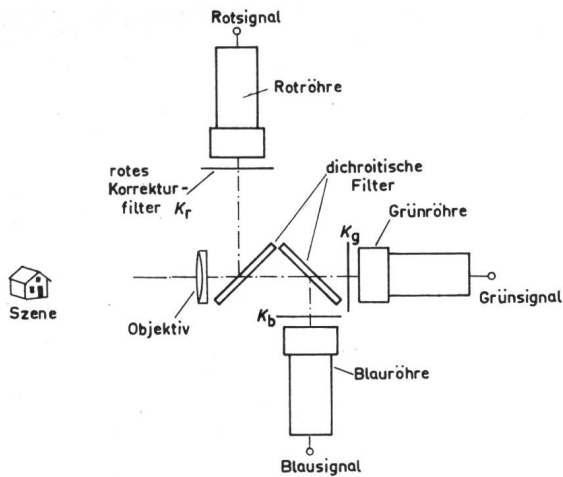 Rotsignal
Rotröhre
rotes
Korrektur-
filter Kr
dichroitische
Filter
Kg
Grünröhre
Grünsignal
Szene
Objektiv
Kb
Blauröhre
Blausignal